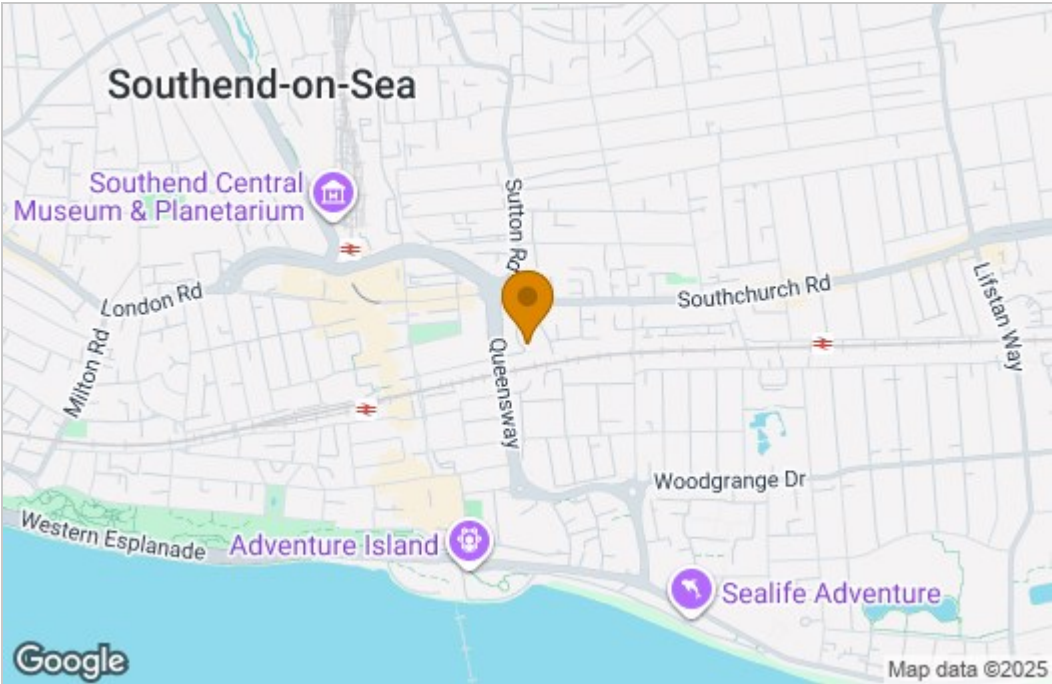 Southend-on-Sea
Southend Central
Museum & Planetarium
Sutton Rd
London Rd
Southchurch Rd
Lifstan Way
Milton Rd
Queensway
Woodgrange Dr
Western Esplanade
Adventure Island
Sealife Adventure
Google
Map data ©2025